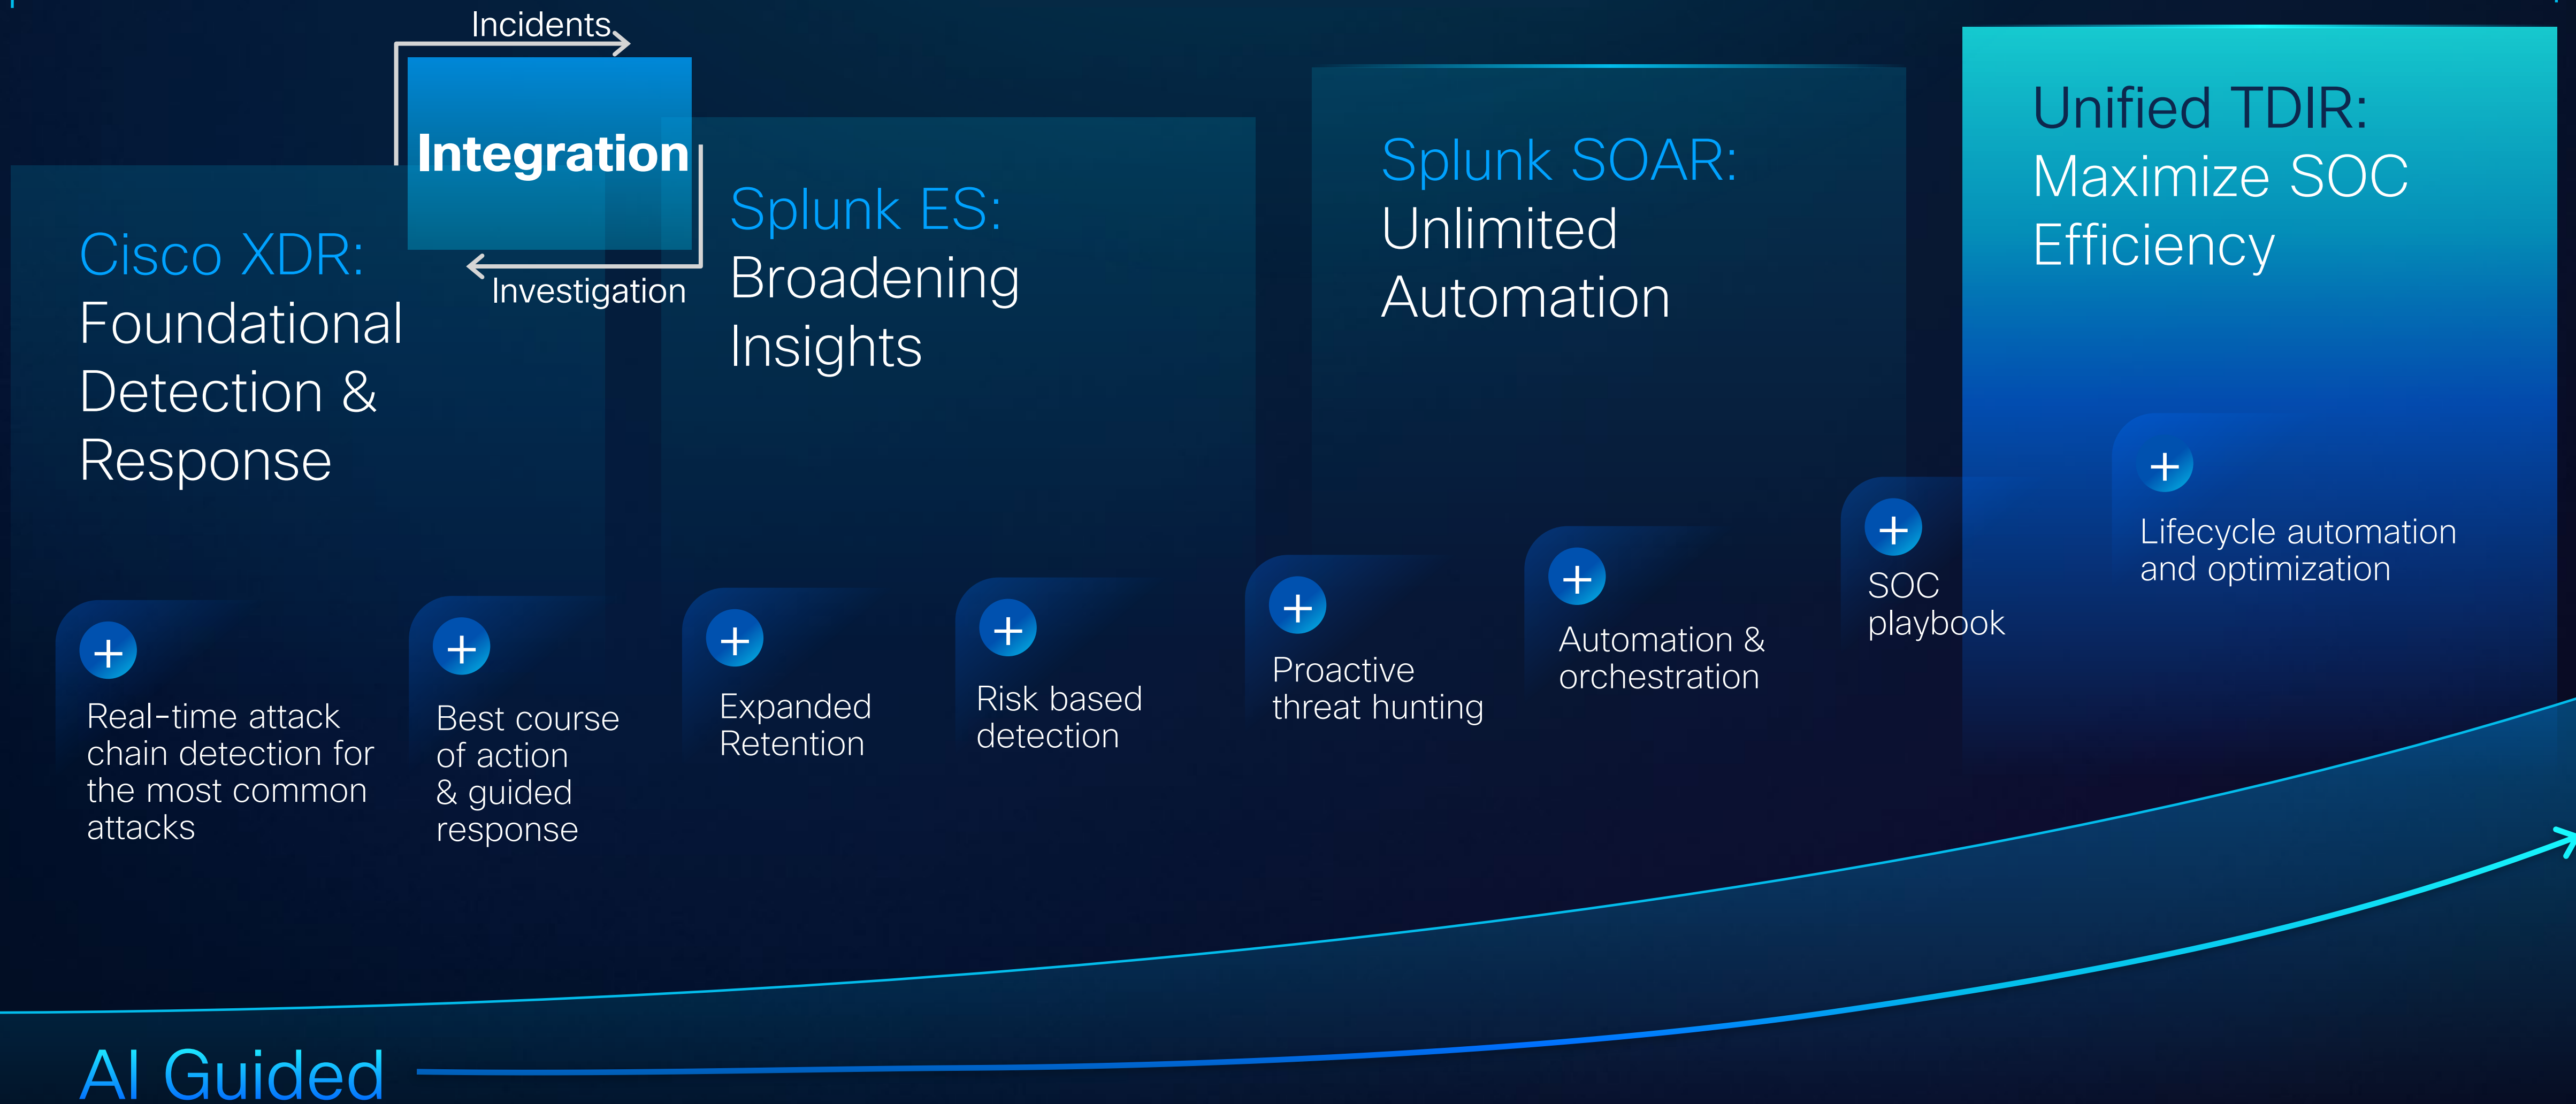 Incidents
Integration
Investigation
Cisco XDR:
Foundational
Detection &
Response
Splunk ES:
Broadening
Insights
Splunk SOAR:
Unlimited
Automation
Unified TDIR:
Maximize SOC
Efficiency
Real-time attack
chain detection for
the most common
attacks
Best course
of action
& guided
response
Expanded
Retention
Risk based
detection
Proactive
threat hunting
Automation &
orchestration
SOC
playbook
Lifecycle automation
and optimization
AI Guided